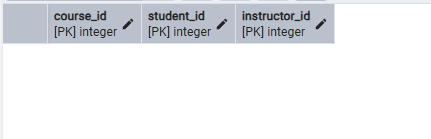 course_id student_id instructor_id
[PK] integer [PK] integer [PK] integer